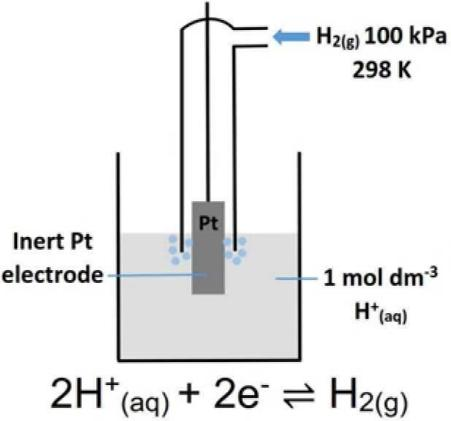 H₂₍g₎ 100 kPa
298 K
Pt
Inert Pt
electrode
1 mol dm⁻³
H⁺₍aq₎
2H⁺₍aq₎ + 2e⁻ ⇌ H₂₍g₎